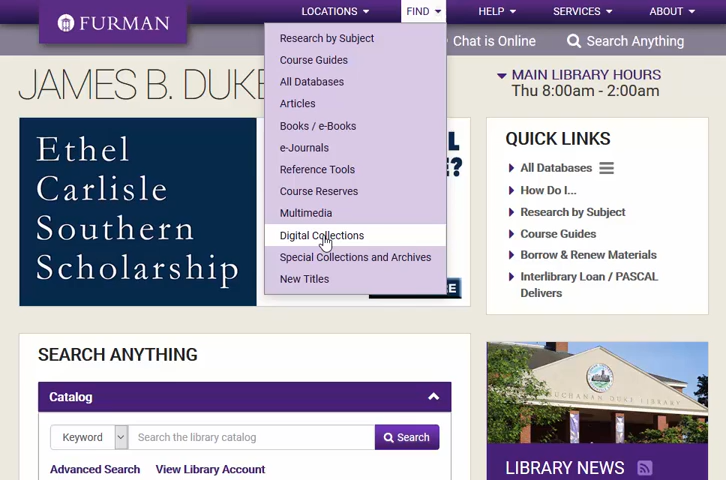 FURMAN
LOCATIONS
FIND
HELP
SERVICES
ABOUT
Chat is Online
Search Anything
JAMES B. DUKE
MAIN LIBRARY HOURS
Thu 8:00am - 2:00am
Research by Subject
Course Guides
All Databases
Articles
Books / e-Books
e-Journals
Reference Tools
Course Reserves
Multimedia
Digital Collections
Special Collections and Archives
New Titles
Ethel
Carlisle
Southern
Scholarship
QUICK LINKS
All Databases
How Do I...
Research by Subject
Course Guides
Borrow & Renew Materials
Interlibrary Loan / PASCAL
Delivers
SEARCH ANYTHING
Catalog
Keyword
Search the library catalog
Search
Advanced Search
View Library Account
BUCHANAN DUKE LIBRARY
LIBRARY NEWS